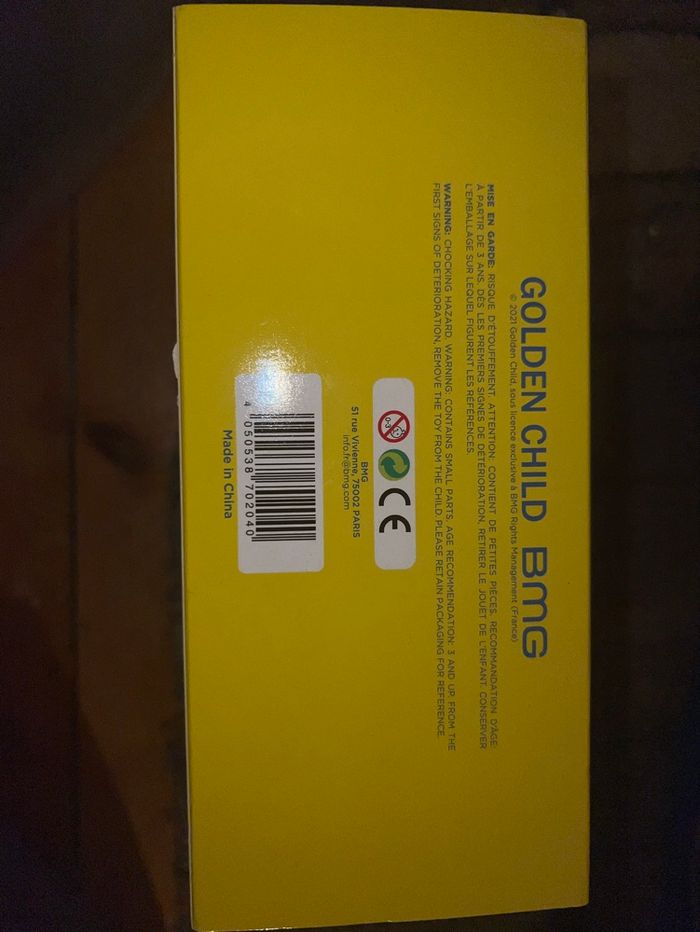 GOLDEN CHILD BMG
© 2021 Golden Child, sous licence exclusive à BMG Rights Management (France)
MISE EN GARDE: RISQUE D'ÉTOUFFEMENT. ATTENTION: CONTIENT DE PETITES PIÈCES. RECOMMANDATION D'ÂGE:
À PARTIR DE 3 ANS. DÈS LES PREMIERS SIGNES DE DÉTÉRIORATION, RETIRER LE JOUET DE L'ENFANT. CONSERVER
L'EMBALLAGE SUR LEQUEL FIGURENT LES RÉFÉRENCES.
WARNING: CHOCKING HAZARD. WARNING: CONTAINS SMALL PARTS. AGE RECOMMENDATION: 3 AND UP. FROM THE
FIRST SIGNS OF DETERIORATION, REMOVE THE TOY FROM THE CHILD. PLEASE RETAIN PACKAGING FOR REFERENCE.
0-3
CE
BMG
51 rue Vivienne, 75002 PARIS
info.fr@bmg.com
4 050538 702040
Made in China